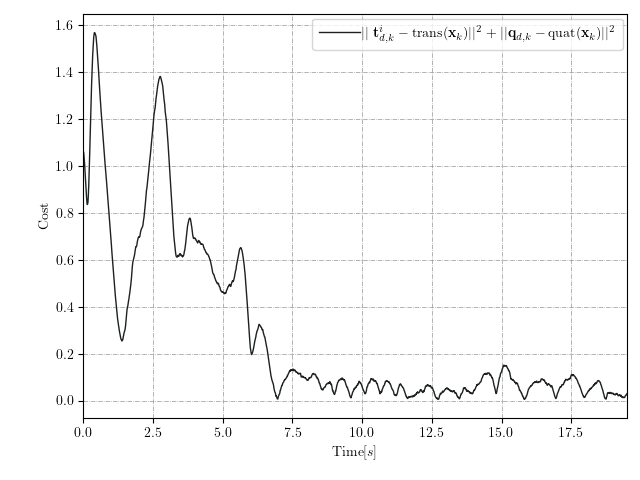 || t^i_{d,k} − trans(x_k)||^2 + ||q_{d,k} − quat(x_k)||^2
1.6
1.4
1.2
1.0
0.8
0.6
0.4
0.2
0.0
Cost
0.0 2.5 5.0 7.5 10.0 12.5 15.0 17.5
Time[s]